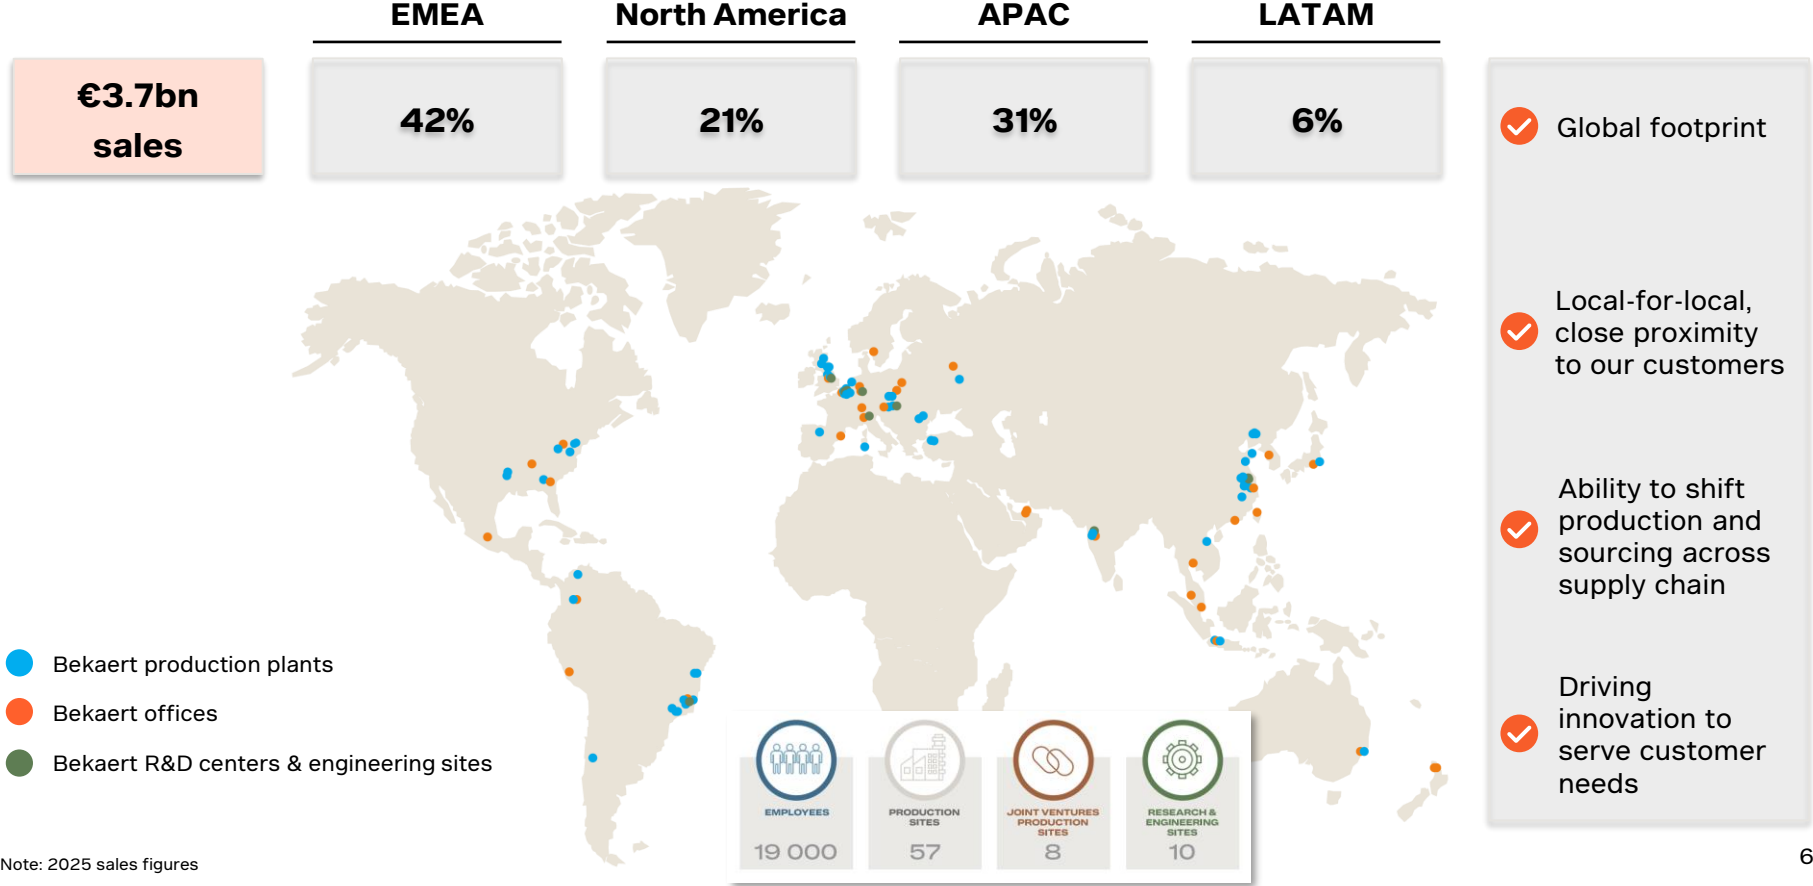 EMEA
North America
APAC
LATAM
€3.7bn
sales
42%
21%
31%
6%
Global footprint
Local-for-local,
close proximity
to our customers
Ability to shift
production and
sourcing across
supply chain
Driving
innovation to
serve customer
needs
Bekaert production plants
Bekaert offices
Bekaert R&D centers & engineering sites
EMPLOYEES
19 000
PRODUCTION
SITES
57
JOINT VENTURES
PRODUCTION
SITES
8
RESEARCH &
ENGINEERING
SITES
10
Note: 2025 sales figures
6